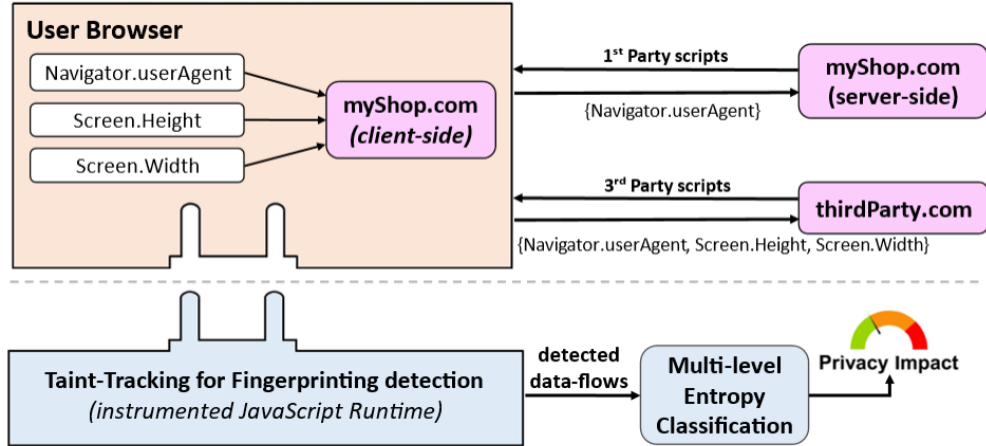 User Browser
Navigator.userAgent
Screen.Height
Screen.Width
myShop.com
(client-side)
1st Party scripts
{Navigator.userAgent}
myShop.com
(server-side)
3rd Party scripts
{Navigator.userAgent, Screen.Height, Screen.Width}
thirdParty.com
Taint-Tracking for Fingerprinting detection
(instrumented JavaScript Runtime)
detected
data-flows
Multi-level
Entropy
Classification
Privacy Impact